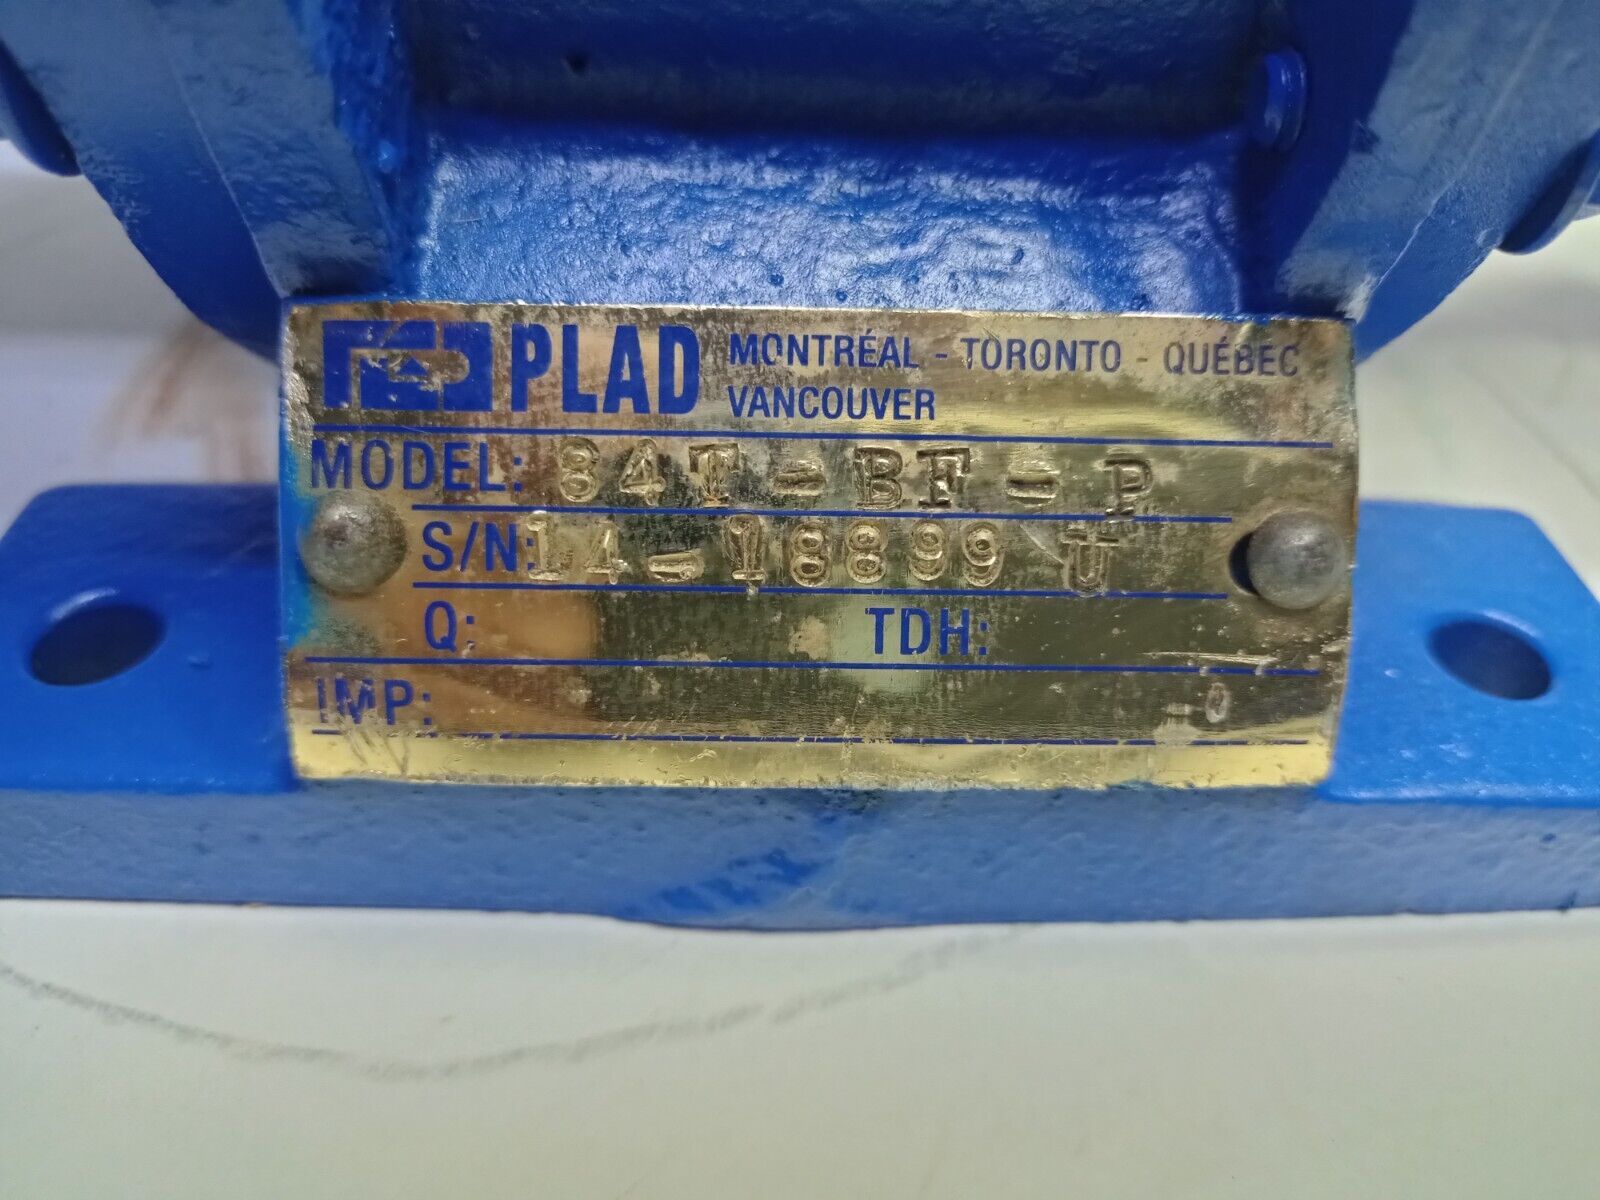 PLAD MONTRÉAL - TORONTO - QUÉBEC
VANCOUVER
MODEL: 84T-BF-P
S/N: 14-18899 U
Q: TDH:
IMP: